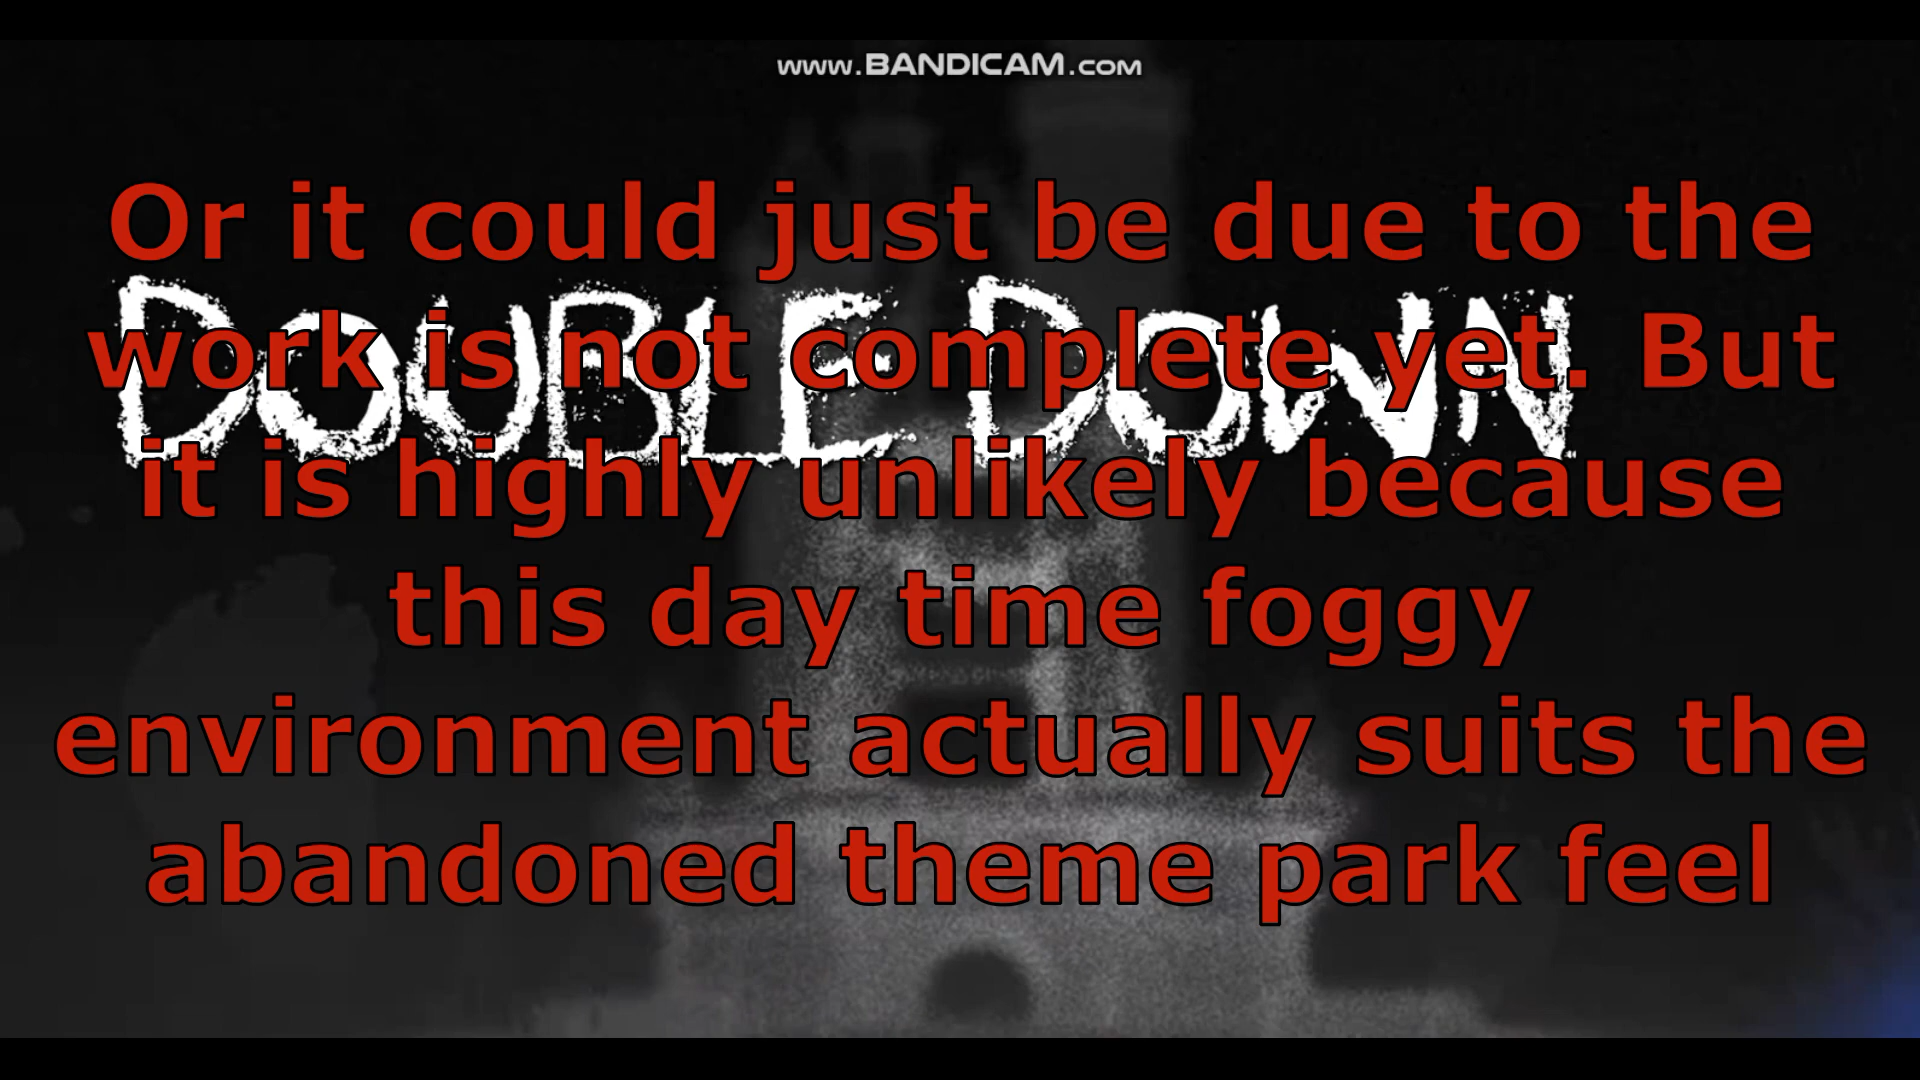 www.BANDICAM.com
Or it could just be due to the
DOUBLE DOWN
work is not complete yet. But
it is highly unlikely because
this day time foggy
environment actually suits the
abandoned theme park feel